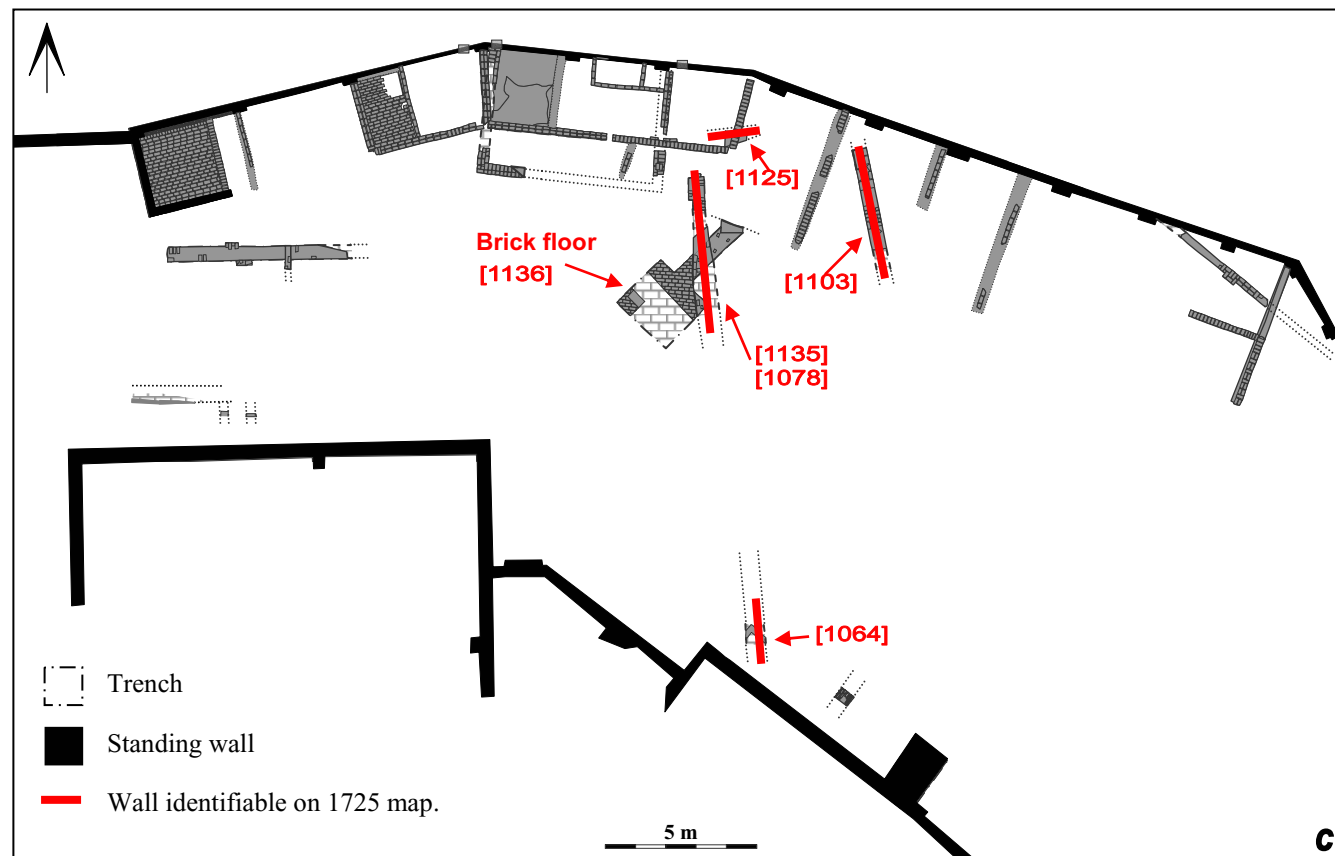 [1125]
Brick floor
[1136]
[1103]
[1135]
[1078]
[1064]
Trench
Standing wall
Wall identifiable on 1725 map.
5 m
c